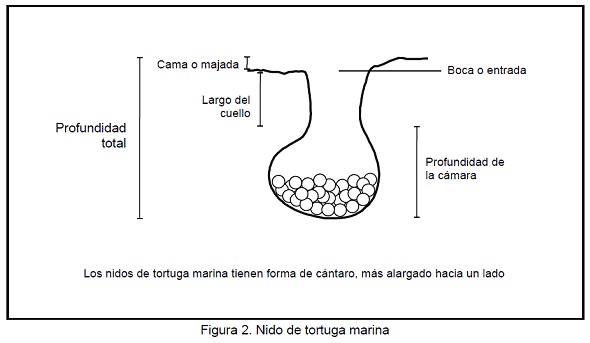 Cama o majada
Boca o entrada
Largo del
cuello
Profundidad
total
Profundidad de
la cámara
Los nidos de tortuga marina tienen forma de cántaro, más alargado hacia un lado
Figura 2. Nido de tortuga marina